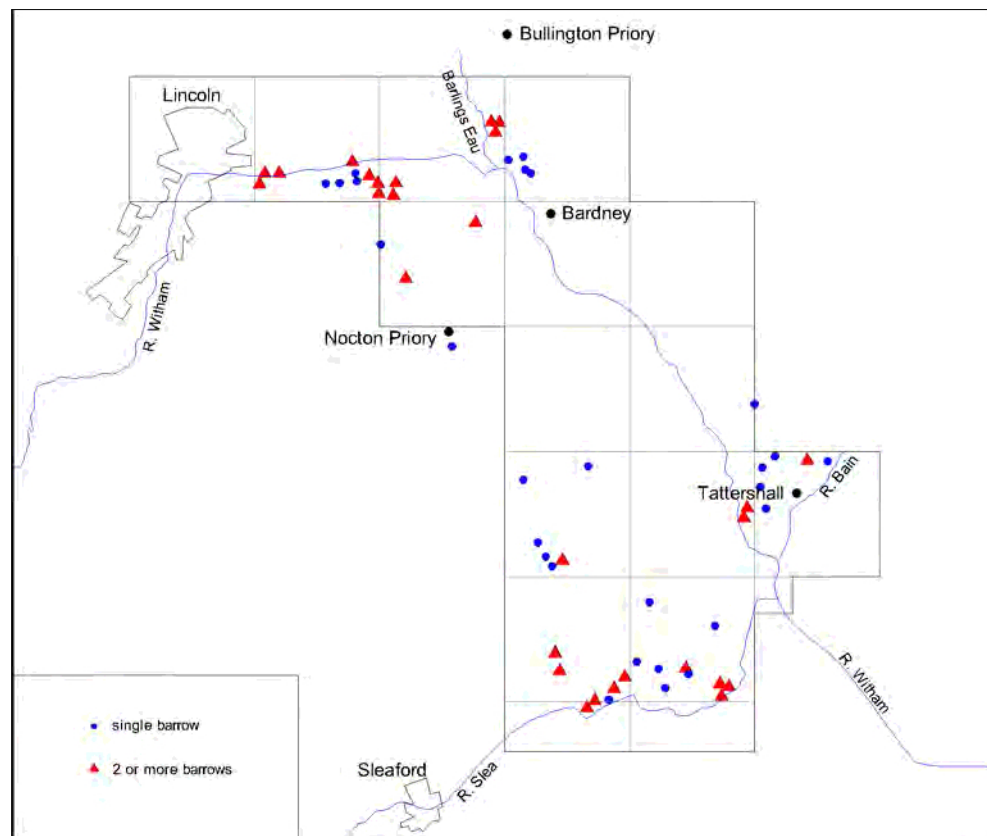 Bullington Priory
Lincoln
Barlings Eau
Bardney
R. Witham
Nocton Priory
Tattershall
R. Bain
R. Witham
single barrow
2 or more barrows
Sleaford
R. Slea